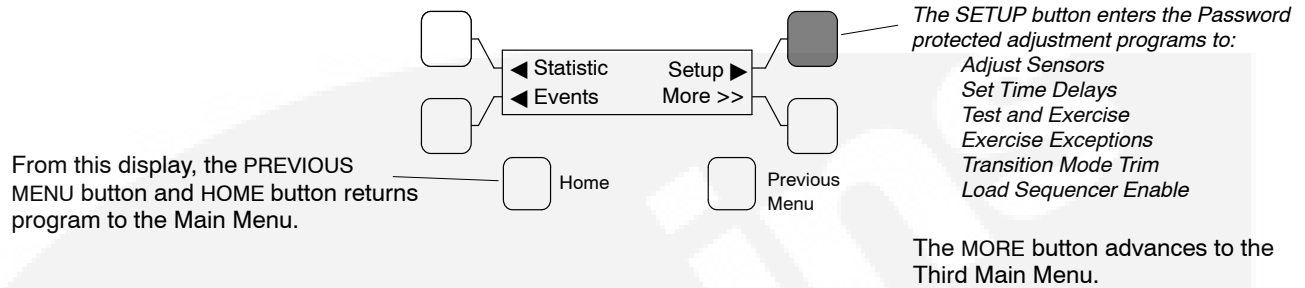 The SETUP button enters the Password
protected adjustment programs to:
Adjust Sensors
Set Time Delays
Test and Exercise
Exercise Exceptions
Transition Mode Trim
Load Sequencer Enable
◀ Statistic Setup ▶
◀ Events More >>
From this display, the PREVIOUS
MENU button and HOME button returns
program to the Main Menu.
Home
Previous
Menu
The MORE button advances to the
Third Main Menu.